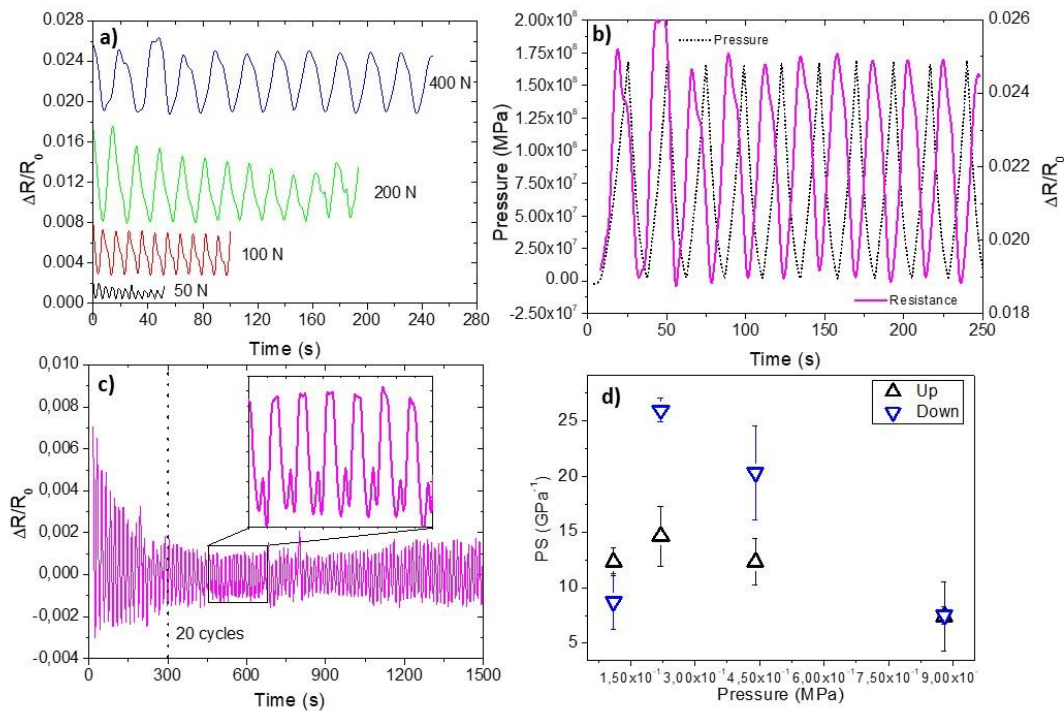 a)
0.028
0.024
0.020
0.016
0.012
0.008
0.004
0.000
ΔR/R0
400 N
200 N
100 N
50 N
0 40 80 120 160 200 240 280
Time (s)
b)
Pressure
2.00x10^8
1.75x10^8
1.50x10^8
1.25x10^8
1.00x10^8
7.50x10^7
5.00x10^7
2.50x10^7
0.00
-2.50x10^7
Pressure (MPa)
0.026
0.024
0.022
0.020
0.018
ΔR/R0
Resistance
0 50 100 150 200 250
Time (s)
c)
0,010
0,008
0,006
0,004
0,002
0,000
-0,002
-0,004
ΔR/R0
20 cycles
0 300 600 900 1200 1500
Time (s)
d)
Up
Down
25
20
15
10
5
PS (GPa^-1)
1,50x10^-1 3,00x10^-1 4,50x10^-1 6,00x10^-1 7,50x10^-1 9,00x10^-
Pressure (MPa)